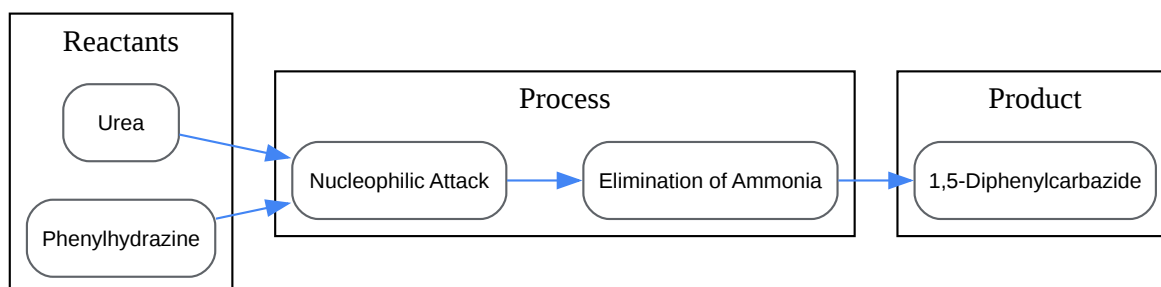 Reactants
Urea
Phenylhydrazine
Process
Nucleophilic Attack
Elimination of Ammonia
Product
1,5-Diphenylcarbazide